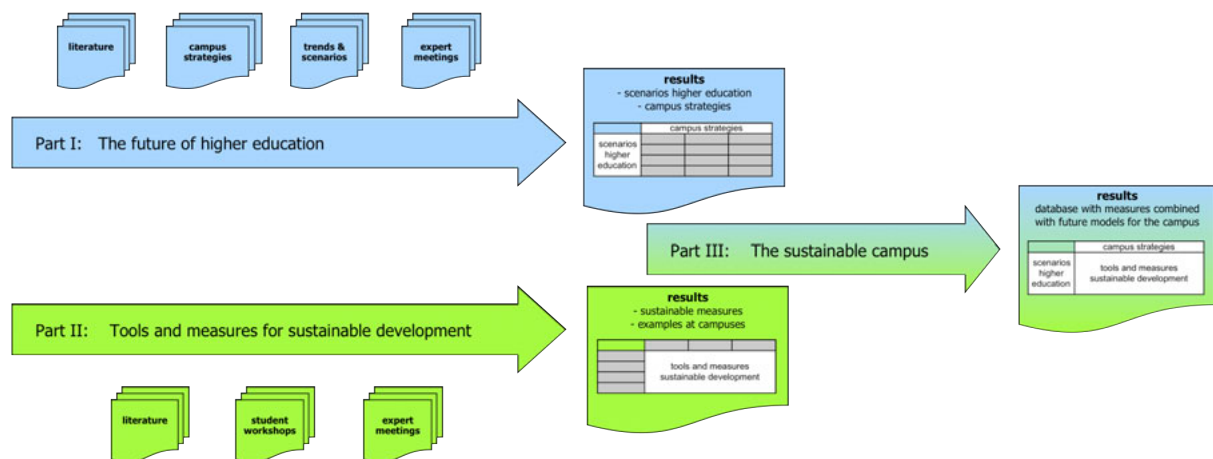 literature
campus
strategies
trends &
scenarios
expert
meetings
Part I: The future of higher education
results
- scenarios higher education
- campus strategies
campus strategies
scenarios
higher
education
Part III: The sustainable campus
results
database with measures combined
with future models for the campus
campus strategies
scenarios
higher
education
tools and measures
sustainable development
Part II: Tools and measures for sustainable development
results
- sustainable measures
- examples at campuses
tools and measures
sustainable development
literature
student
workshops
expert
meetings